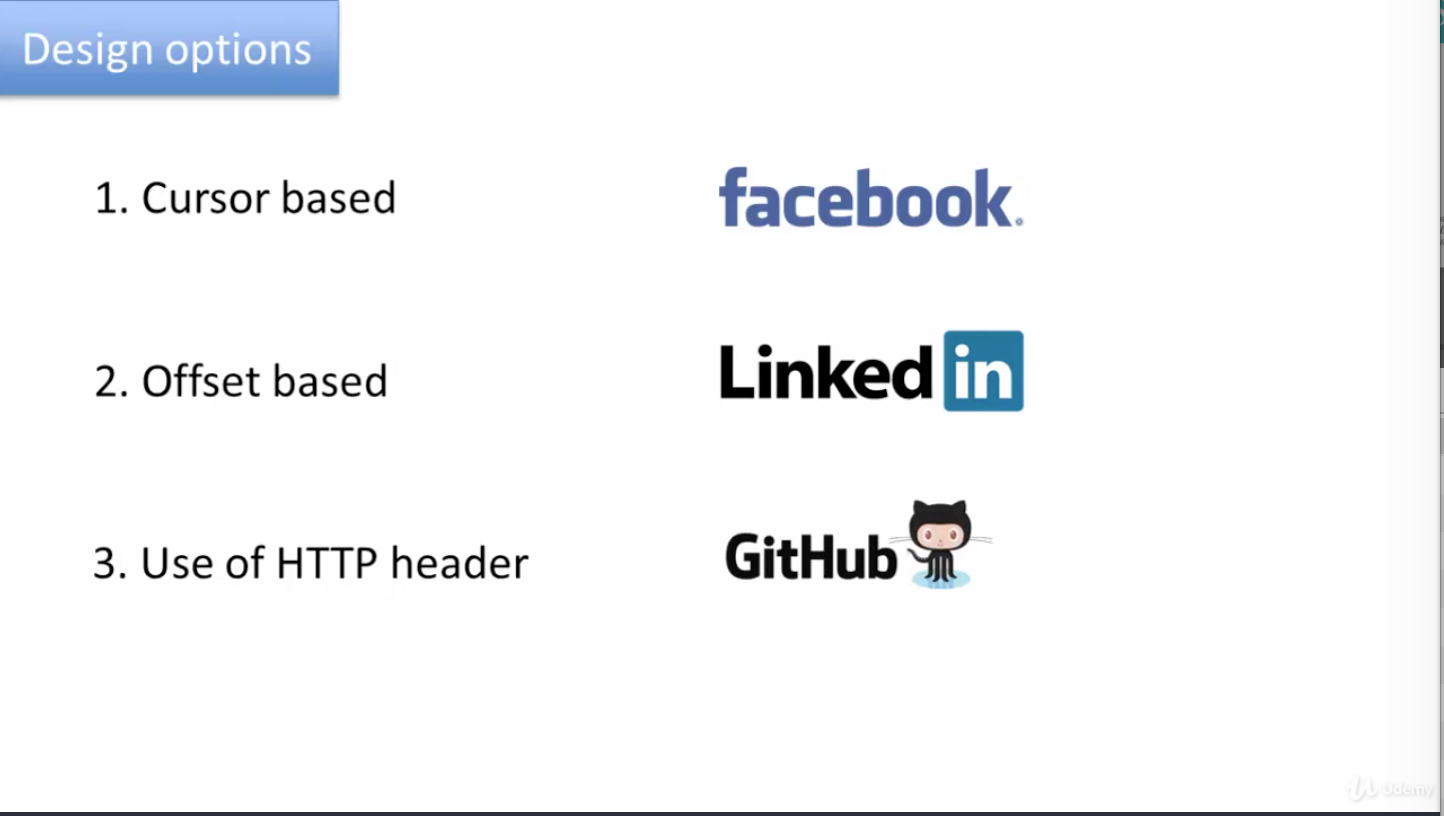 Design options
1. Cursor based
facebook®
2. Offset based
Linked in
3. Use of HTTP header
GitHub
Udemy